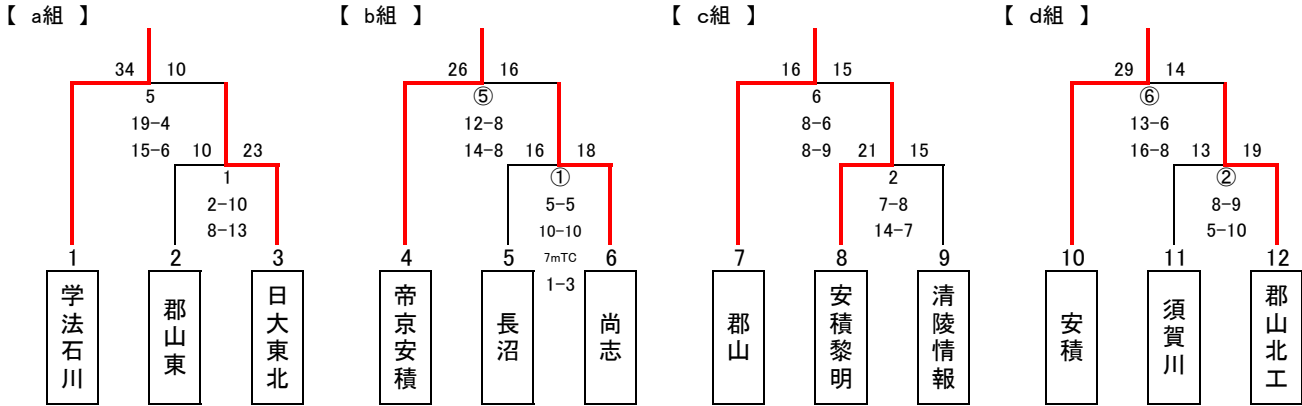 【 a組 】 【 b組 】 【 c組 】 【 d組 】
34 10 26 16 16 15 29 14
5 ⑤ 6 ⑥
19-4 12-8 8-6 13-6
15-6 10 23 14-8 16 18 8-9 21 15 16-8 13 19
1 ① 2 ②
2-10 5-5 7-8 8-9
8-13 10-10 14-7 5-10
7mTC
1 2 3 4 5 6 7 8 9 10 11 12
1-3
学法石川 郡山東 日大東北 帝京安積 長沼 尚志 郡山 安積黎明 清陵情報 安積 須賀川 郡山北工